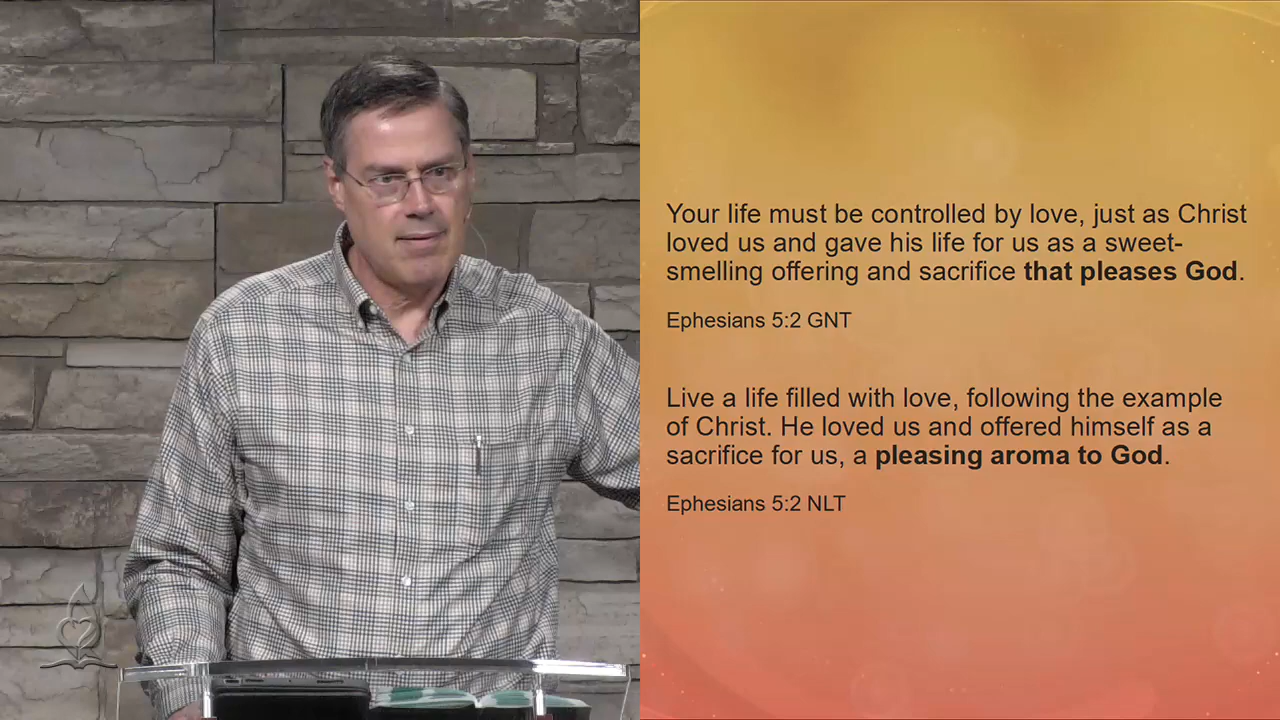 Your life must be controlled by love, just as Christ
loved us and gave his life for us as a sweet-
smelling offering and sacrifice that pleases God.
Ephesians 5:2 GNT
Live a life filled with love, following the example
of Christ. He loved us and offered himself as a
sacrifice for us, a pleasing aroma to God.
Ephesians 5:2 NLT